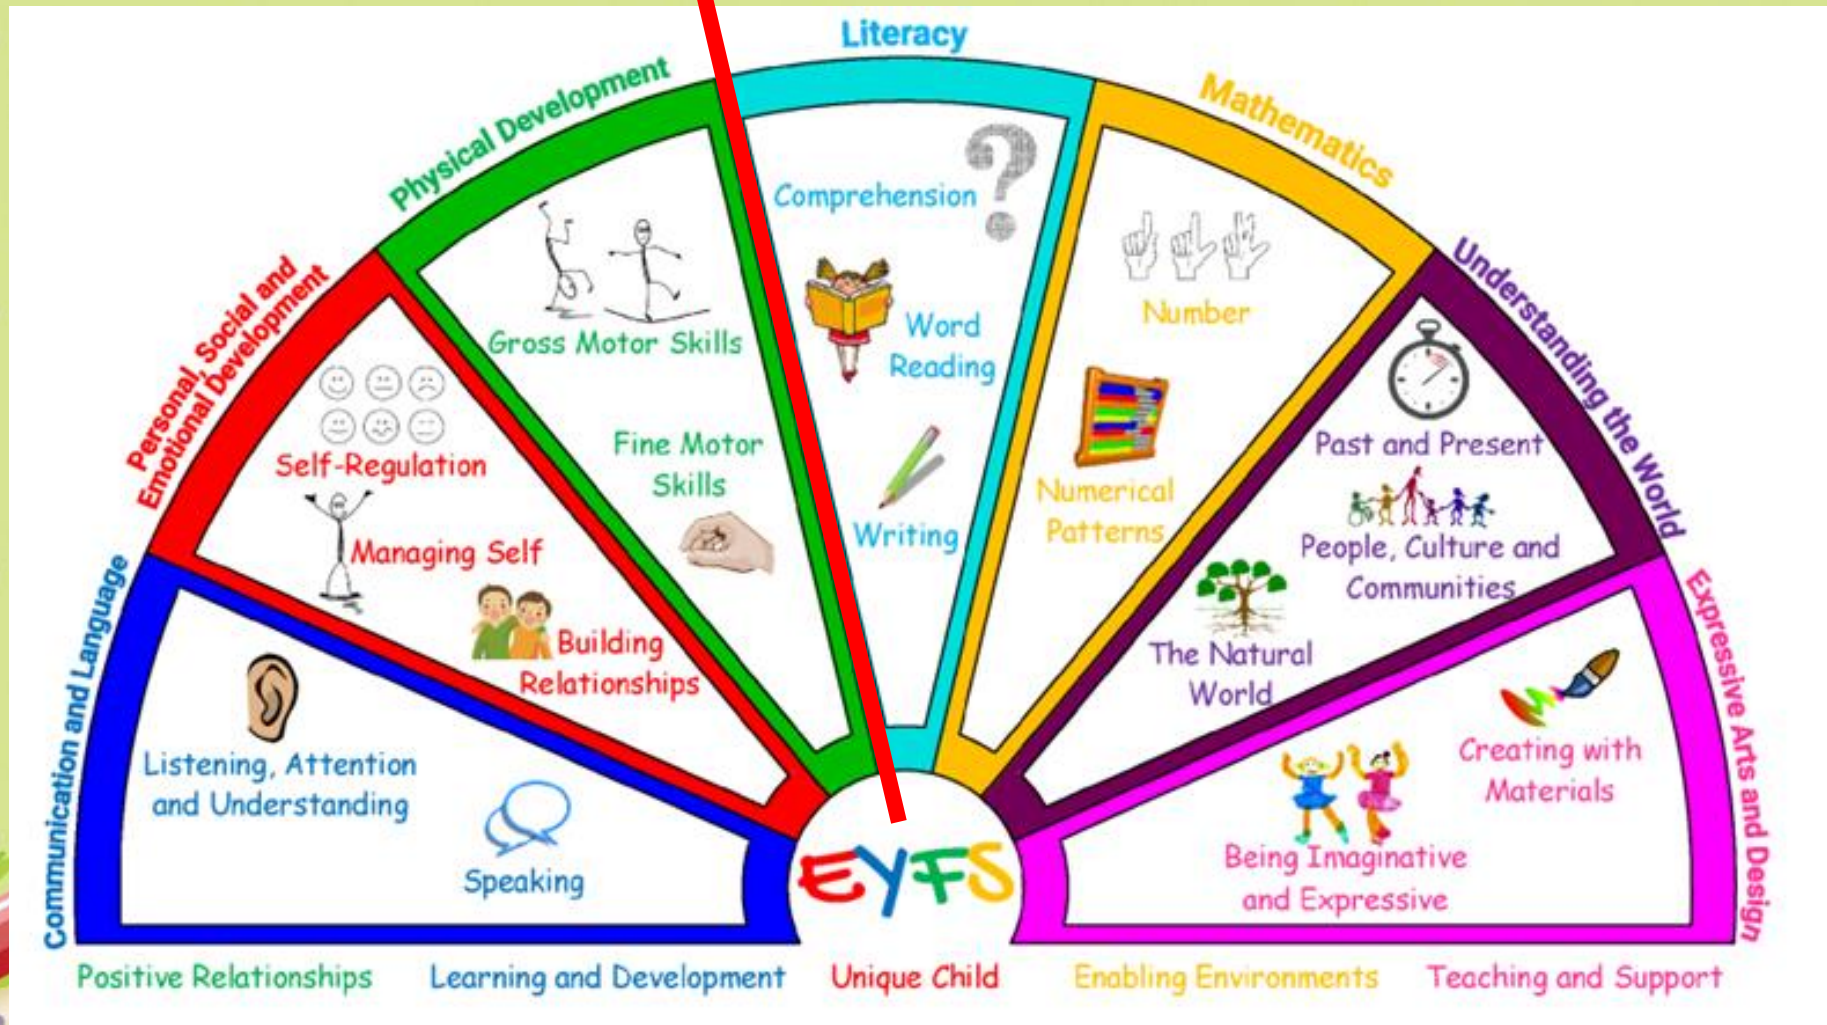 Communication and Language
Listening, Attention
and Understanding
Speaking
Personal, Social and
Emotional Development
Self-Regulation
Managing Self
Building
Relationships
Physical Development
Gross Motor Skills
Fine Motor
Skills
Literacy
Comprehension
?
Word
Reading
Writing
Mathematics
Number
Numerical
Patterns
Understanding the World
Past and Present
People, Culture and
Communities
The Natural
World
Expressive Arts and Design
Creating with
Materials
Being Imaginative
and Expressive
EYFS
Positive Relationships
Learning and Development
Unique Child
Enabling Environments
Teaching and Support